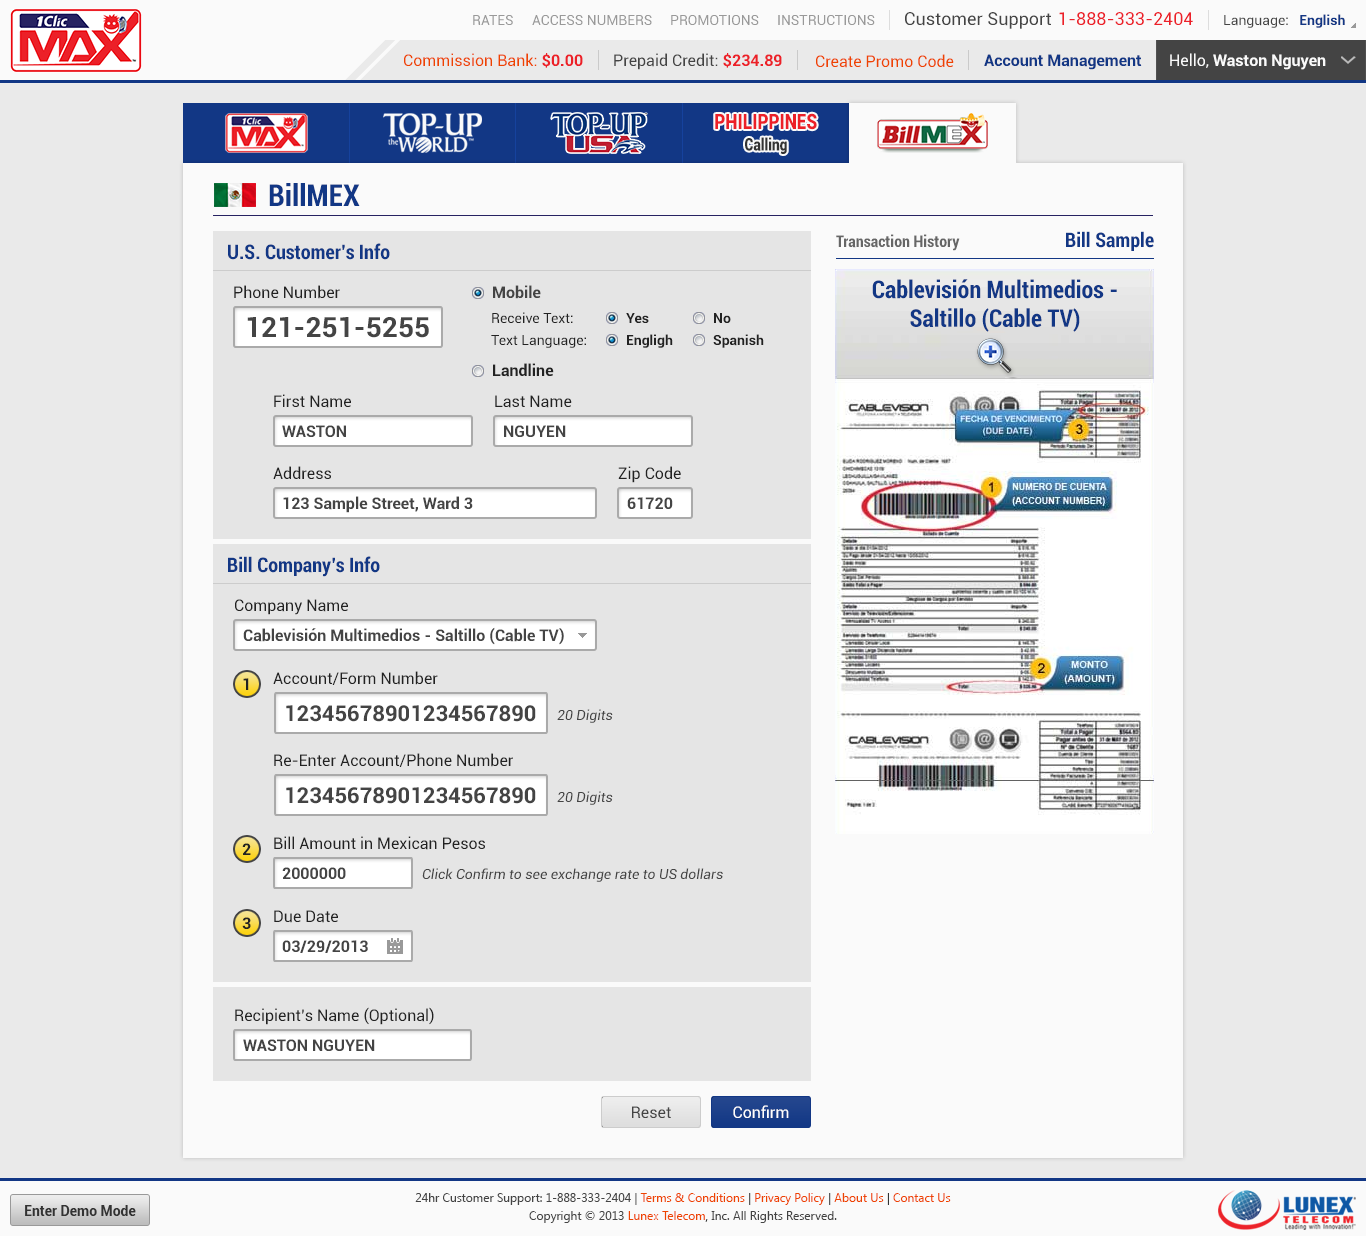 1Clic
MAX
RATES ACCESS NUMBERS PROMOTIONS INSTRUCTIONS Customer Support 1-888-333-2404 Language: English
Commission Bank: $0.00 Prepaid Credit: $234.89 Create Promo Code Account Management Hello, Waston Nguyen
1Clic MAX
TOP-UP the WORLD
TOP-UP USA
PHILIPPINES Calling
BillMEX
BillMEX
U.S. Customer's Info
Transaction History Bill Sample
Phone Number
121-251-5255
Mobile
Receive Text: Yes No
Text Language: Engligh Spanish
Landline
First Name Last Name
WASTON NGUYEN
Address Zip Code
123 Sample Street, Ward 3 61720
Cablevisión Multimedios -
Saltillo (Cable TV)
CABLEVISION
FECHA DE VENCIMIENTO
(DUE DATE)
3
1
NUMERO DE CUENTA
(ACCOUNT NUMBER)
2
MONTO
(AMOUNT)
CABLEVISION
Bill Company's Info
Company Name
Cablevisión Multimedios - Saltillo (Cable TV)
1 Account/Form Number
12345678901234567890 20 Digits
Re-Enter Account/Phone Number
12345678901234567890 20 Digits
2 Bill Amount in Mexican Pesos
2000000 Click Confirm to see exchange rate to US dollars
3 Due Date
03/29/2013
Recipient's Name (Optional)
WASTON NGUYEN
Reset Confirm
Enter Demo Mode
24hr Customer Support: 1-888-333-2404 | Terms & Conditions | Privacy Policy | About Us | Contact Us
Copyright © 2013 Lunex Telecom, Inc. All Rights Reserved.
LUNEX
TELECOM
Leading with Innovation!